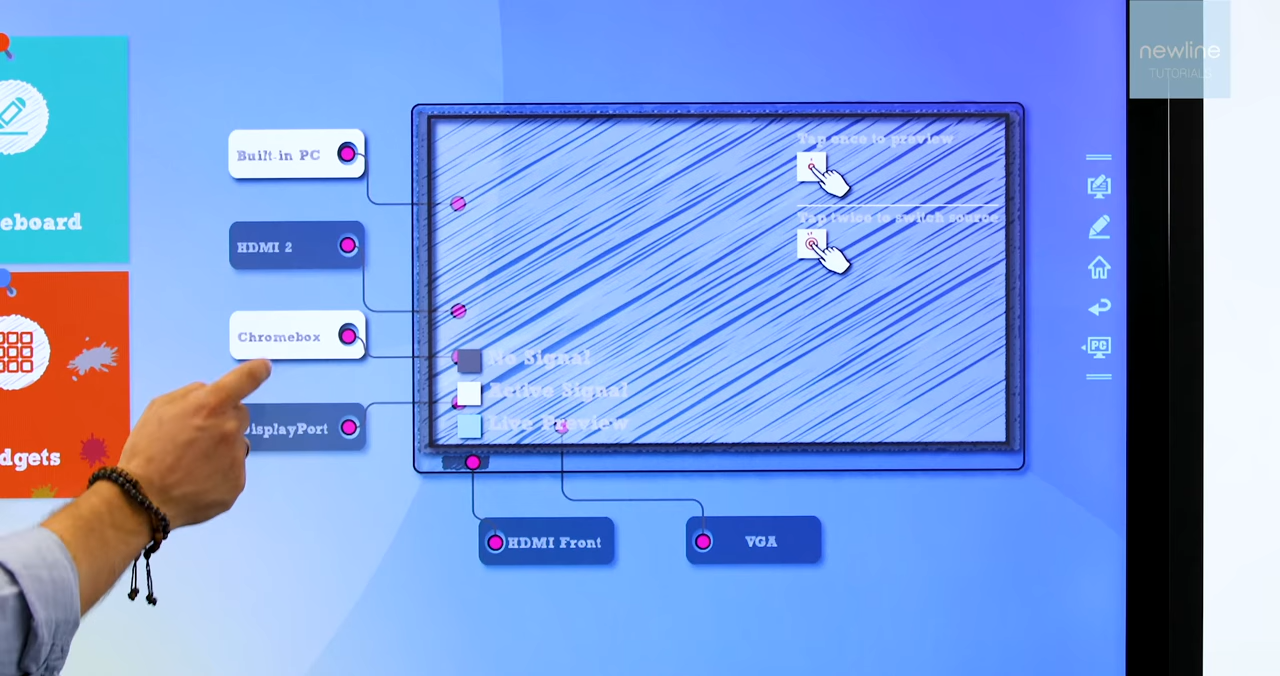 newline
TUTORIALS
Tap once to preview
Built-in PC
Tap twice to switch source
eboard
HDMI 2
Chromebox
No Signal
Active Signal
Live Preview
DisplayPort
dgets
HDMI Front
VGA
PC